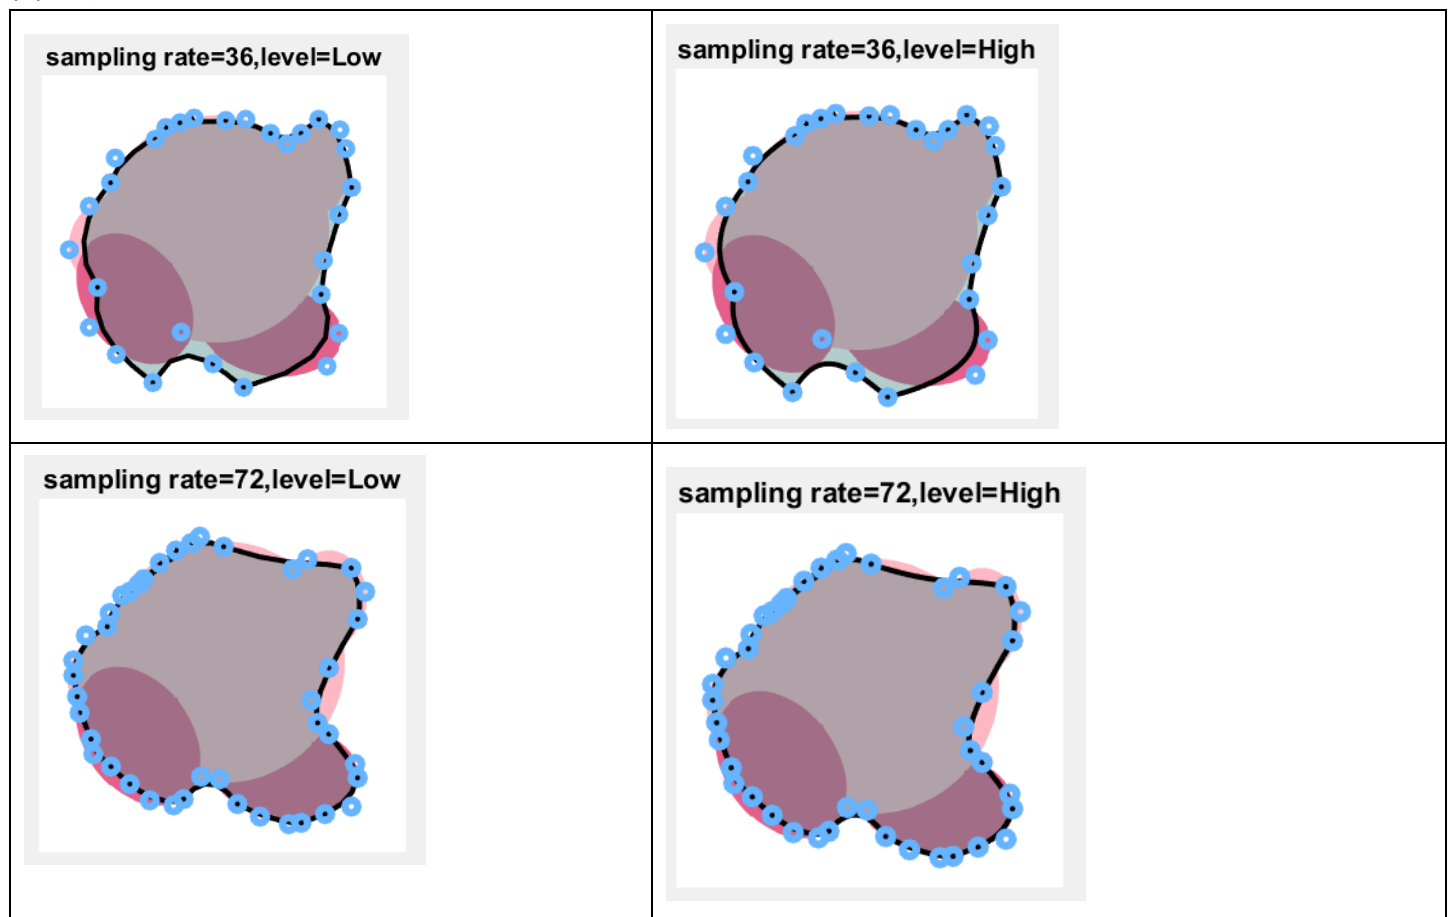 sampling rate=36,level=Low
sampling rate=36,level=High
sampling rate=72,level=Low
sampling rate=72,level=High